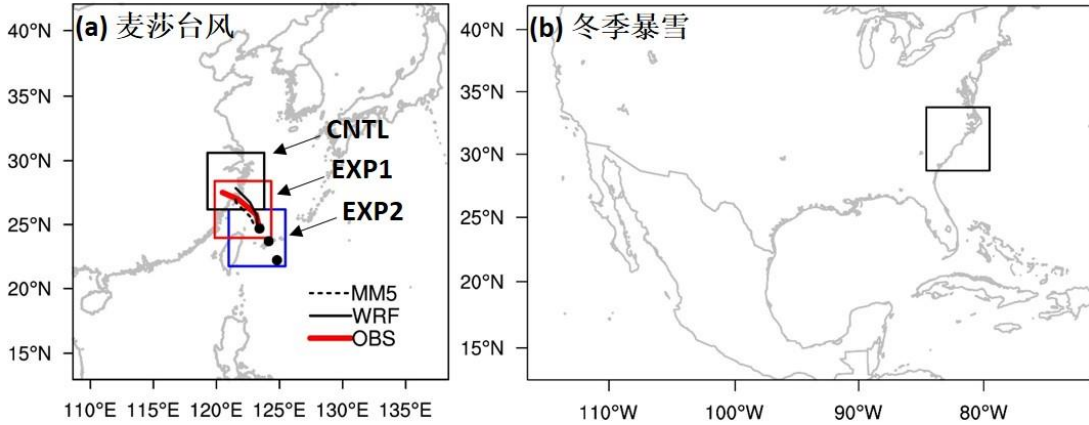 (a) 麦莎台风
40°N
35°N
30°N
25°N
20°N
15°N
CNTL
EXP1
EXP2
MM5
WRF
OBS
110°E 115°E 120°E 125°E 130°E 135°E
(b) 冬季暴雪
40°N
35°N
30°N
25°N
20°N
15°N
110°W 100°W 90°W 80°W